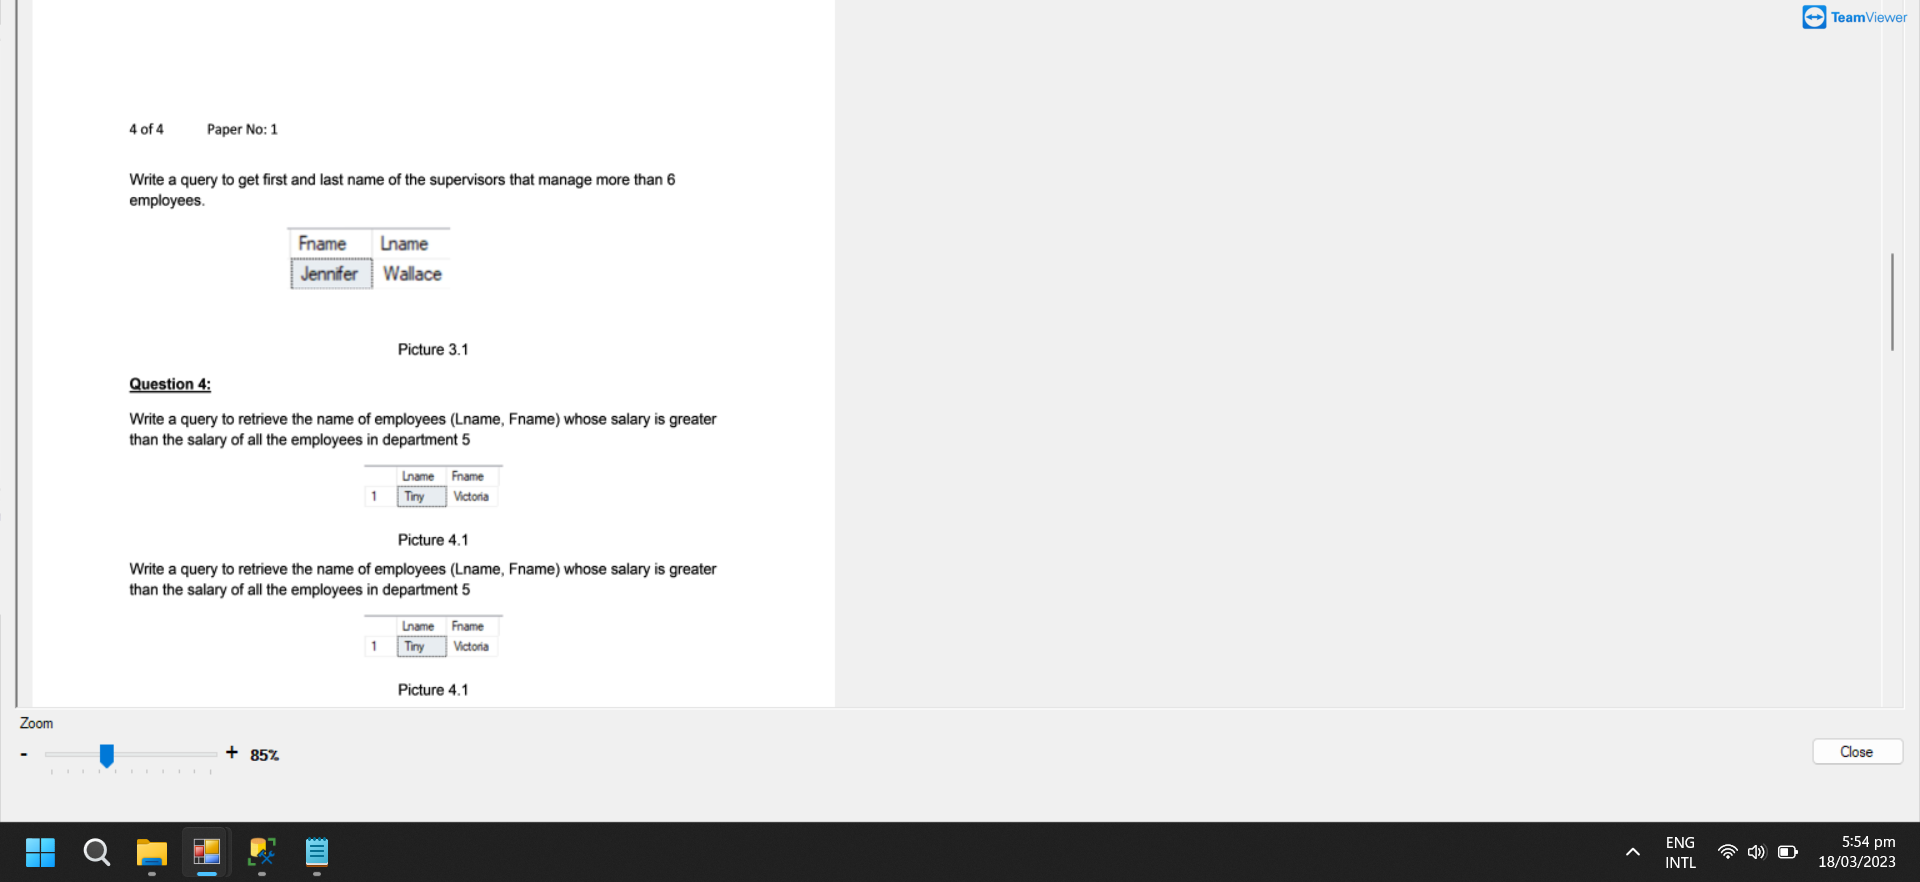 TeamViewer
4 of 4 Paper No: 1
Write a query to get first and last name of the supervisors that manage more than 6
employees.
Fname Lname
Jennifer Wallace
Picture 3.1
Question 4:
Write a query to retrieve the name of employees (Lname, Fname) whose salary is greater
than the salary of all the employees in department 5
Lname Fname
1 Tiny Victoria
Picture 4.1
Write a query to retrieve the name of employees (Lname, Fname) whose salary is greater
than the salary of all the employees in department 5
Lname Fname
1 Tiny Victoria
Picture 4.1
Zoom
- + 85%
Close
ENG
INTL
5:54 pm
18/03/2023